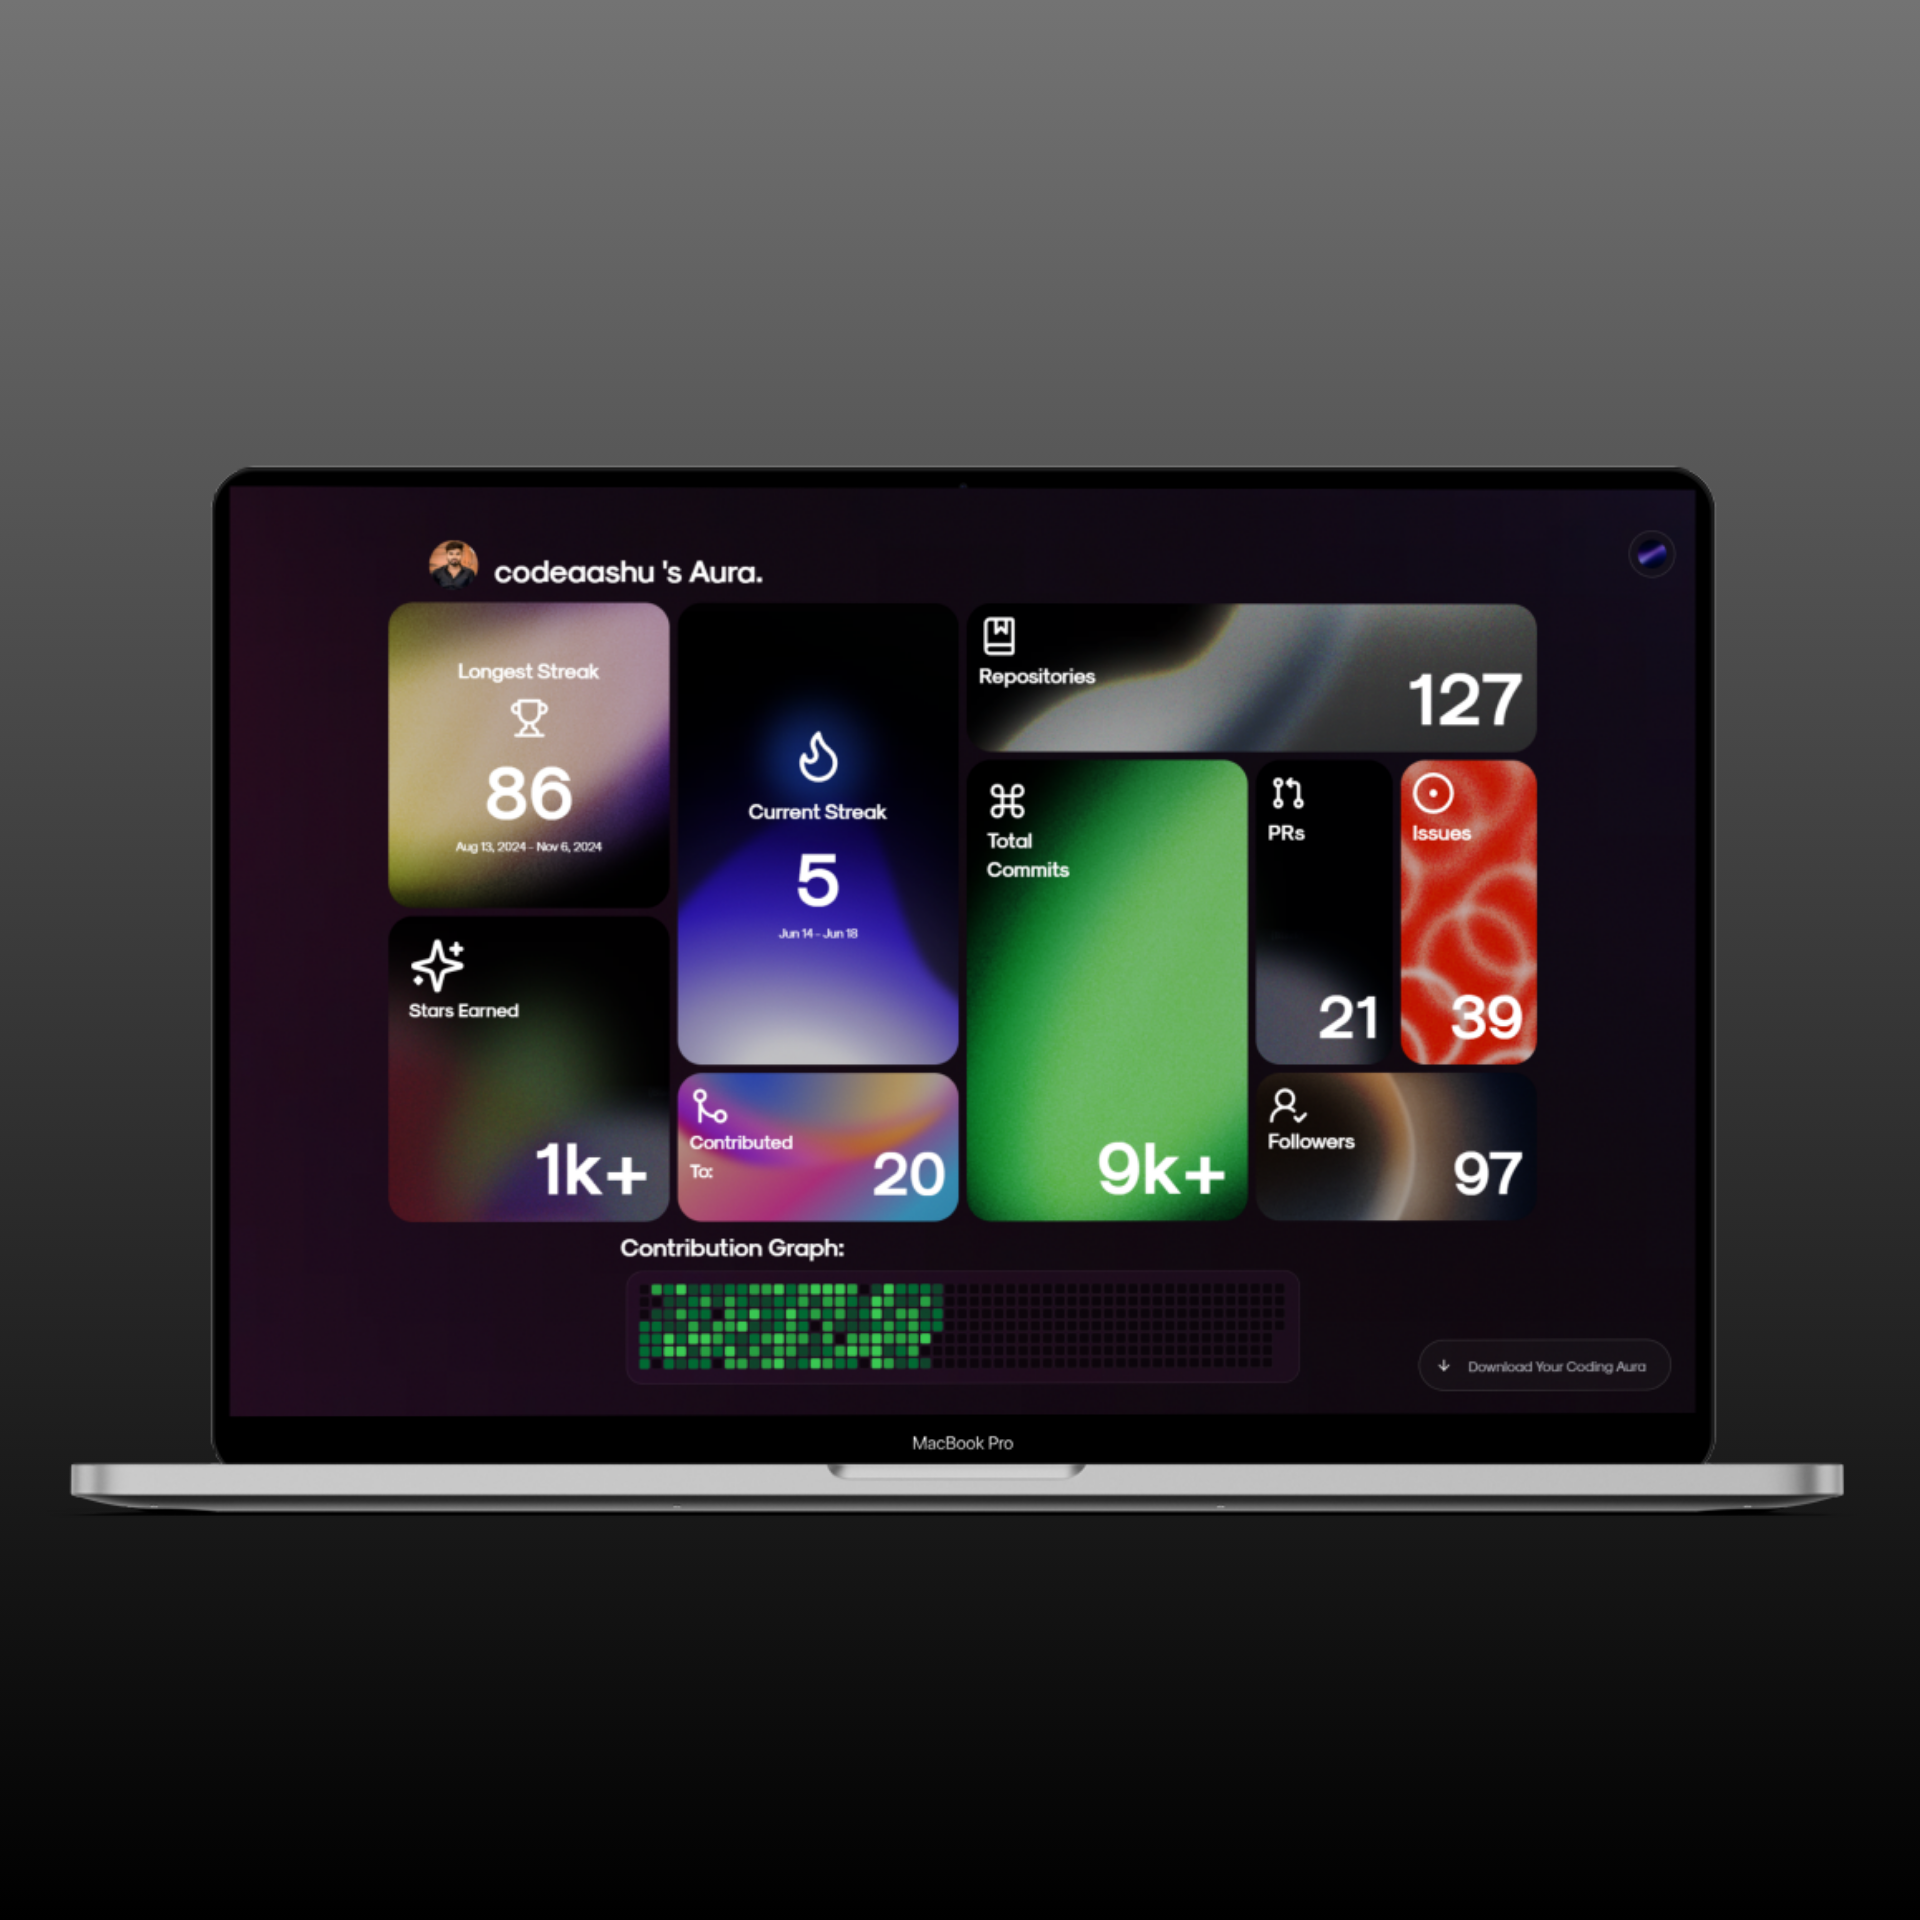 codeaashu 's Aura.
Longest Streak
86
Aug 13, 2024 - Nov 6, 2024
Stars Earned
1k+
Current Streak
5
Jun 14 - Jun 18
Contributed
To:
20
Repositories
127
Total
Commits
9k+
PRs
21
Issues
39
Followers
97
Contribution Graph:
Download Your Coding Aura
MacBook Pro